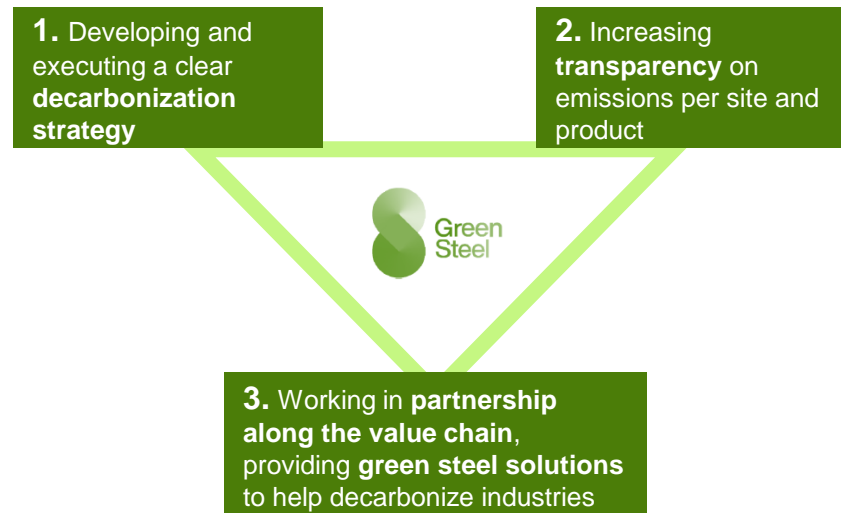 1. Developing and
executing a clear
decarbonization
strategy
2. Increasing
transparency on
emissions per site and
product
Green
Steel
3. Working in partnership
along the value chain,
providing green steel solutions
to help decarbonize industries